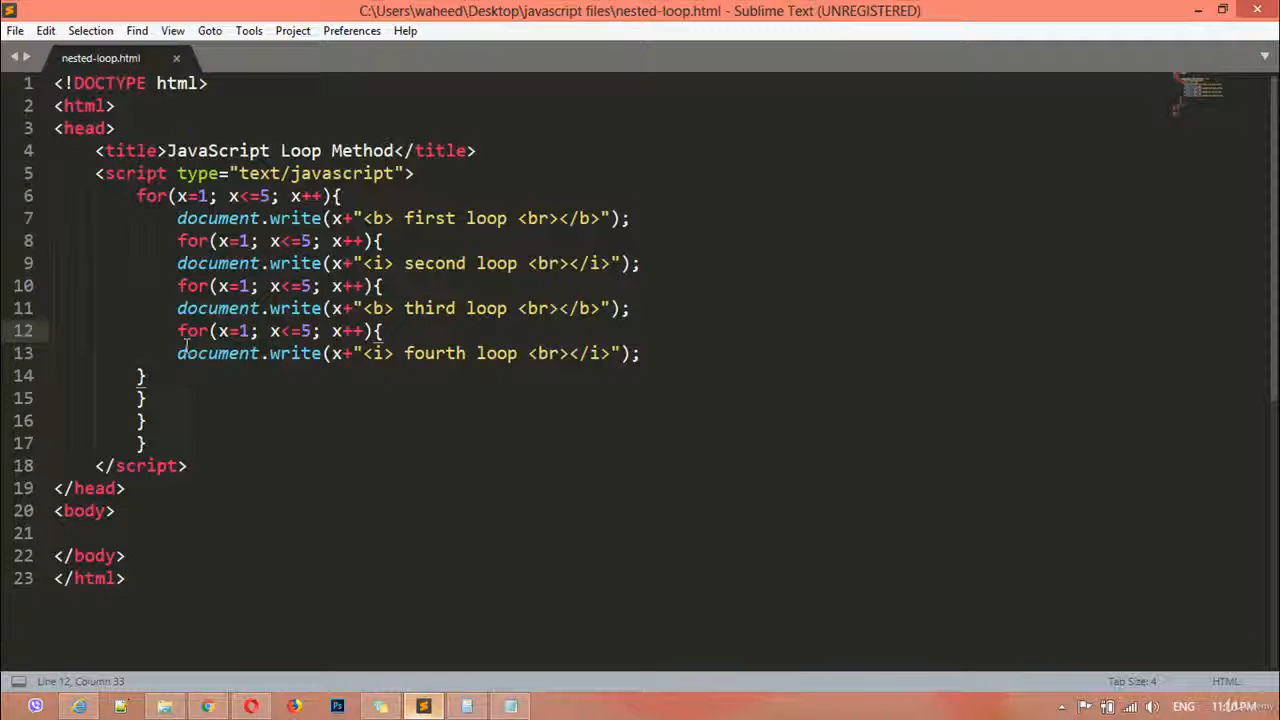 C:\Users\waheed\Desktop\javascript files\nested-loop.html - Sublime Text (UNREGISTERED)
File Edit Selection Find View Goto Tools Project Preferences Help
nested-loop.html ×
1 <!DOCTYPE html>
2 <html>
3 <head>
4 <title>JavaScript Loop Method</title>
5 <script type="text/javascript">
6 for(x=1; x<=5; x++){
7 document.write(x+"<b> first loop <br></b>");
8 for(x=1; x<=5; x++){
9 document.write(x+"<i> second loop <br></i>");
10 for(x=1; x<=5; x++){
11 document.write(x+"<b> third loop <br></b>");
12 for(x=1; x<=5; x++){
13 document.write(x+"<i> fourth loop <br></i>");
14 }
15 }
16 }
17 }
18 </script>
19 </head>
20 <body>
21
22 </body>
23 </html>
Line 12, Column 33 Tab Size: 4 HTML
Ps ENG 11:10 PM
Udemy